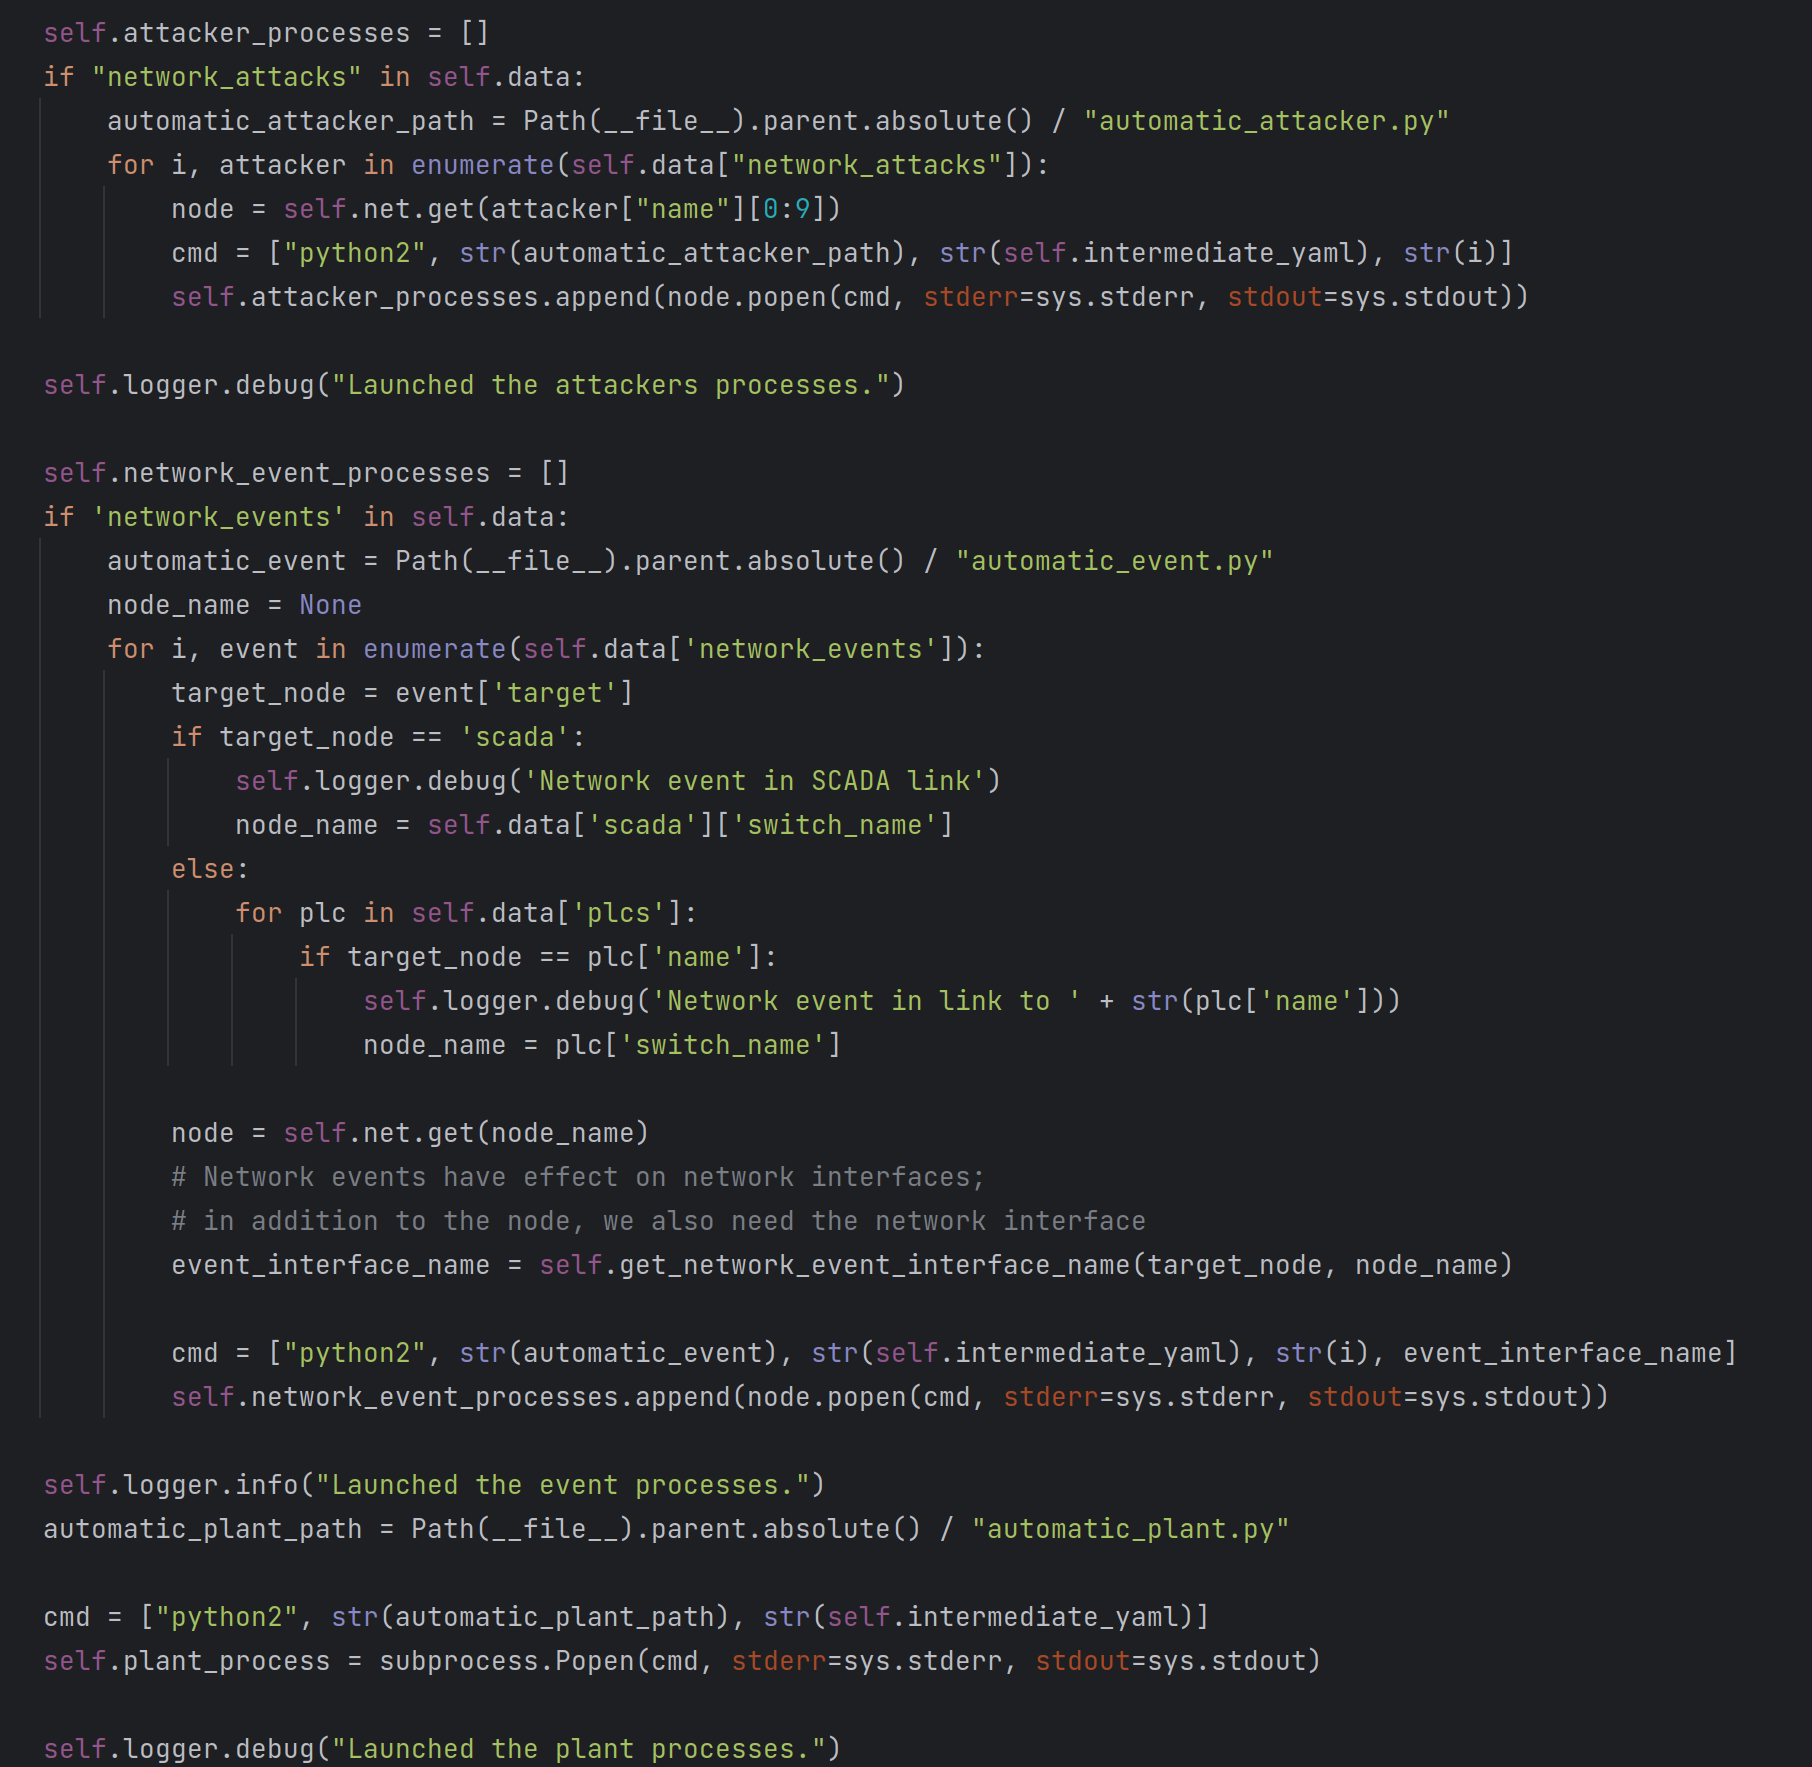 self.attacker_processes = []
if "network_attacks" in self.data:
    automatic_attacker_path = Path(__file__).parent.absolute() / "automatic_attacker.py"
    for i, attacker in enumerate(self.data["network_attacks"]):
        node = self.net.get(attacker["name"][0:9])
        cmd = ["python2", str(automatic_attacker_path), str(self.intermediate_yaml), str(i)]
        self.attacker_processes.append(node.popen(cmd, stderr=sys.stderr, stdout=sys.stdout))

self.logger.debug("Launched the attackers processes.")

self.network_event_processes = []
if 'network_events' in self.data:
    automatic_event = Path(__file__).parent.absolute() / "automatic_event.py"
    node_name = None
    for i, event in enumerate(self.data['network_events']):
        target_node = event['target']
        if target_node == 'scada':
            self.logger.debug('Network event in SCADA link')
            node_name = self.data['scada']['switch_name']
        else:
            for plc in self.data['plcs']:
                if target_node == plc['name']:
                    self.logger.debug('Network event in link to ' + str(plc['name']))
                    node_name = plc['switch_name']

        node = self.net.get(node_name)
        # Network events have effect on network interfaces;
        # in addition to the node, we also need the network interface
        event_interface_name = self.get_network_event_interface_name(target_node, node_name)

        cmd = ["python2", str(automatic_event), str(self.intermediate_yaml), str(i), event_interface_name]
        self.network_event_processes.append(node.popen(cmd, stderr=sys.stderr, stdout=sys.stdout))

self.logger.info("Launched the event processes.")
automatic_plant_path = Path(__file__).parent.absolute() / "automatic_plant.py"

cmd = ["python2", str(automatic_plant_path), str(self.intermediate_yaml)]
self.plant_process = subprocess.Popen(cmd, stderr=sys.stderr, stdout=sys.stdout)

self.logger.debug("Launched the plant processes.")